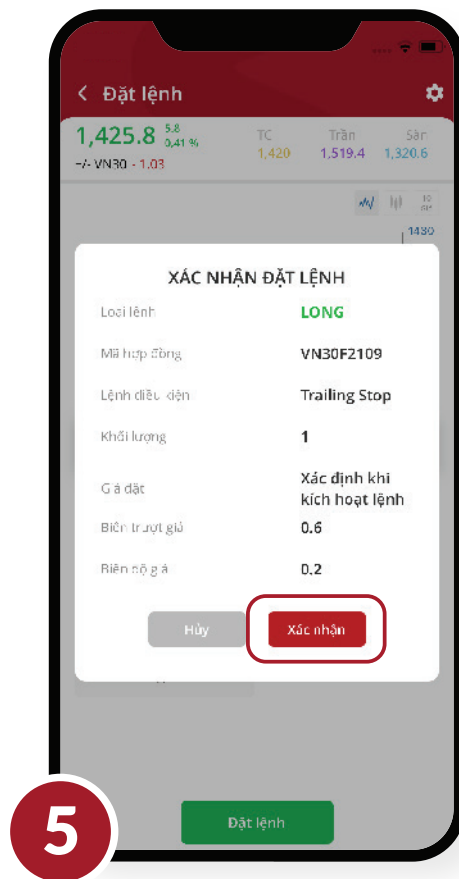 Đặt lệnh
1,425.8 5.8 0,41 %
+/- VN30 - 1.03
TC Trần Sàn
1,420 1,519.4 1,320.6
10
1430
XÁC NHẬN ĐẶT LỆNH
Loại lệnh LONG
Mã hợp đồng VN30F2109
Lệnh điều kiện Trailing Stop
Khối lượng 1
Giá đặt Xác định khi
kích hoạt lệnh
Biên trượt giá 0.6
Biên độ giá 0.2
Hủy Xác nhận
Đặt lệnh
5